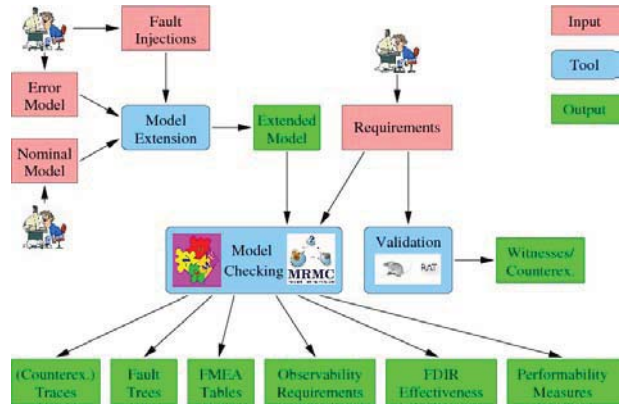 Fault
Injections
Input
Error
Model
Model
Extension
Extended
Model
Requirements
Tool
Output
Nominal
Model
Model
Checking
MRMC
Validation
RAT
Witnesses/
Counterex.
(Counterex.)
Traces
Fault
Trees
FMEA
Tables
Observability
Requirements
FDIR
Effectiveness
Performability
Measures